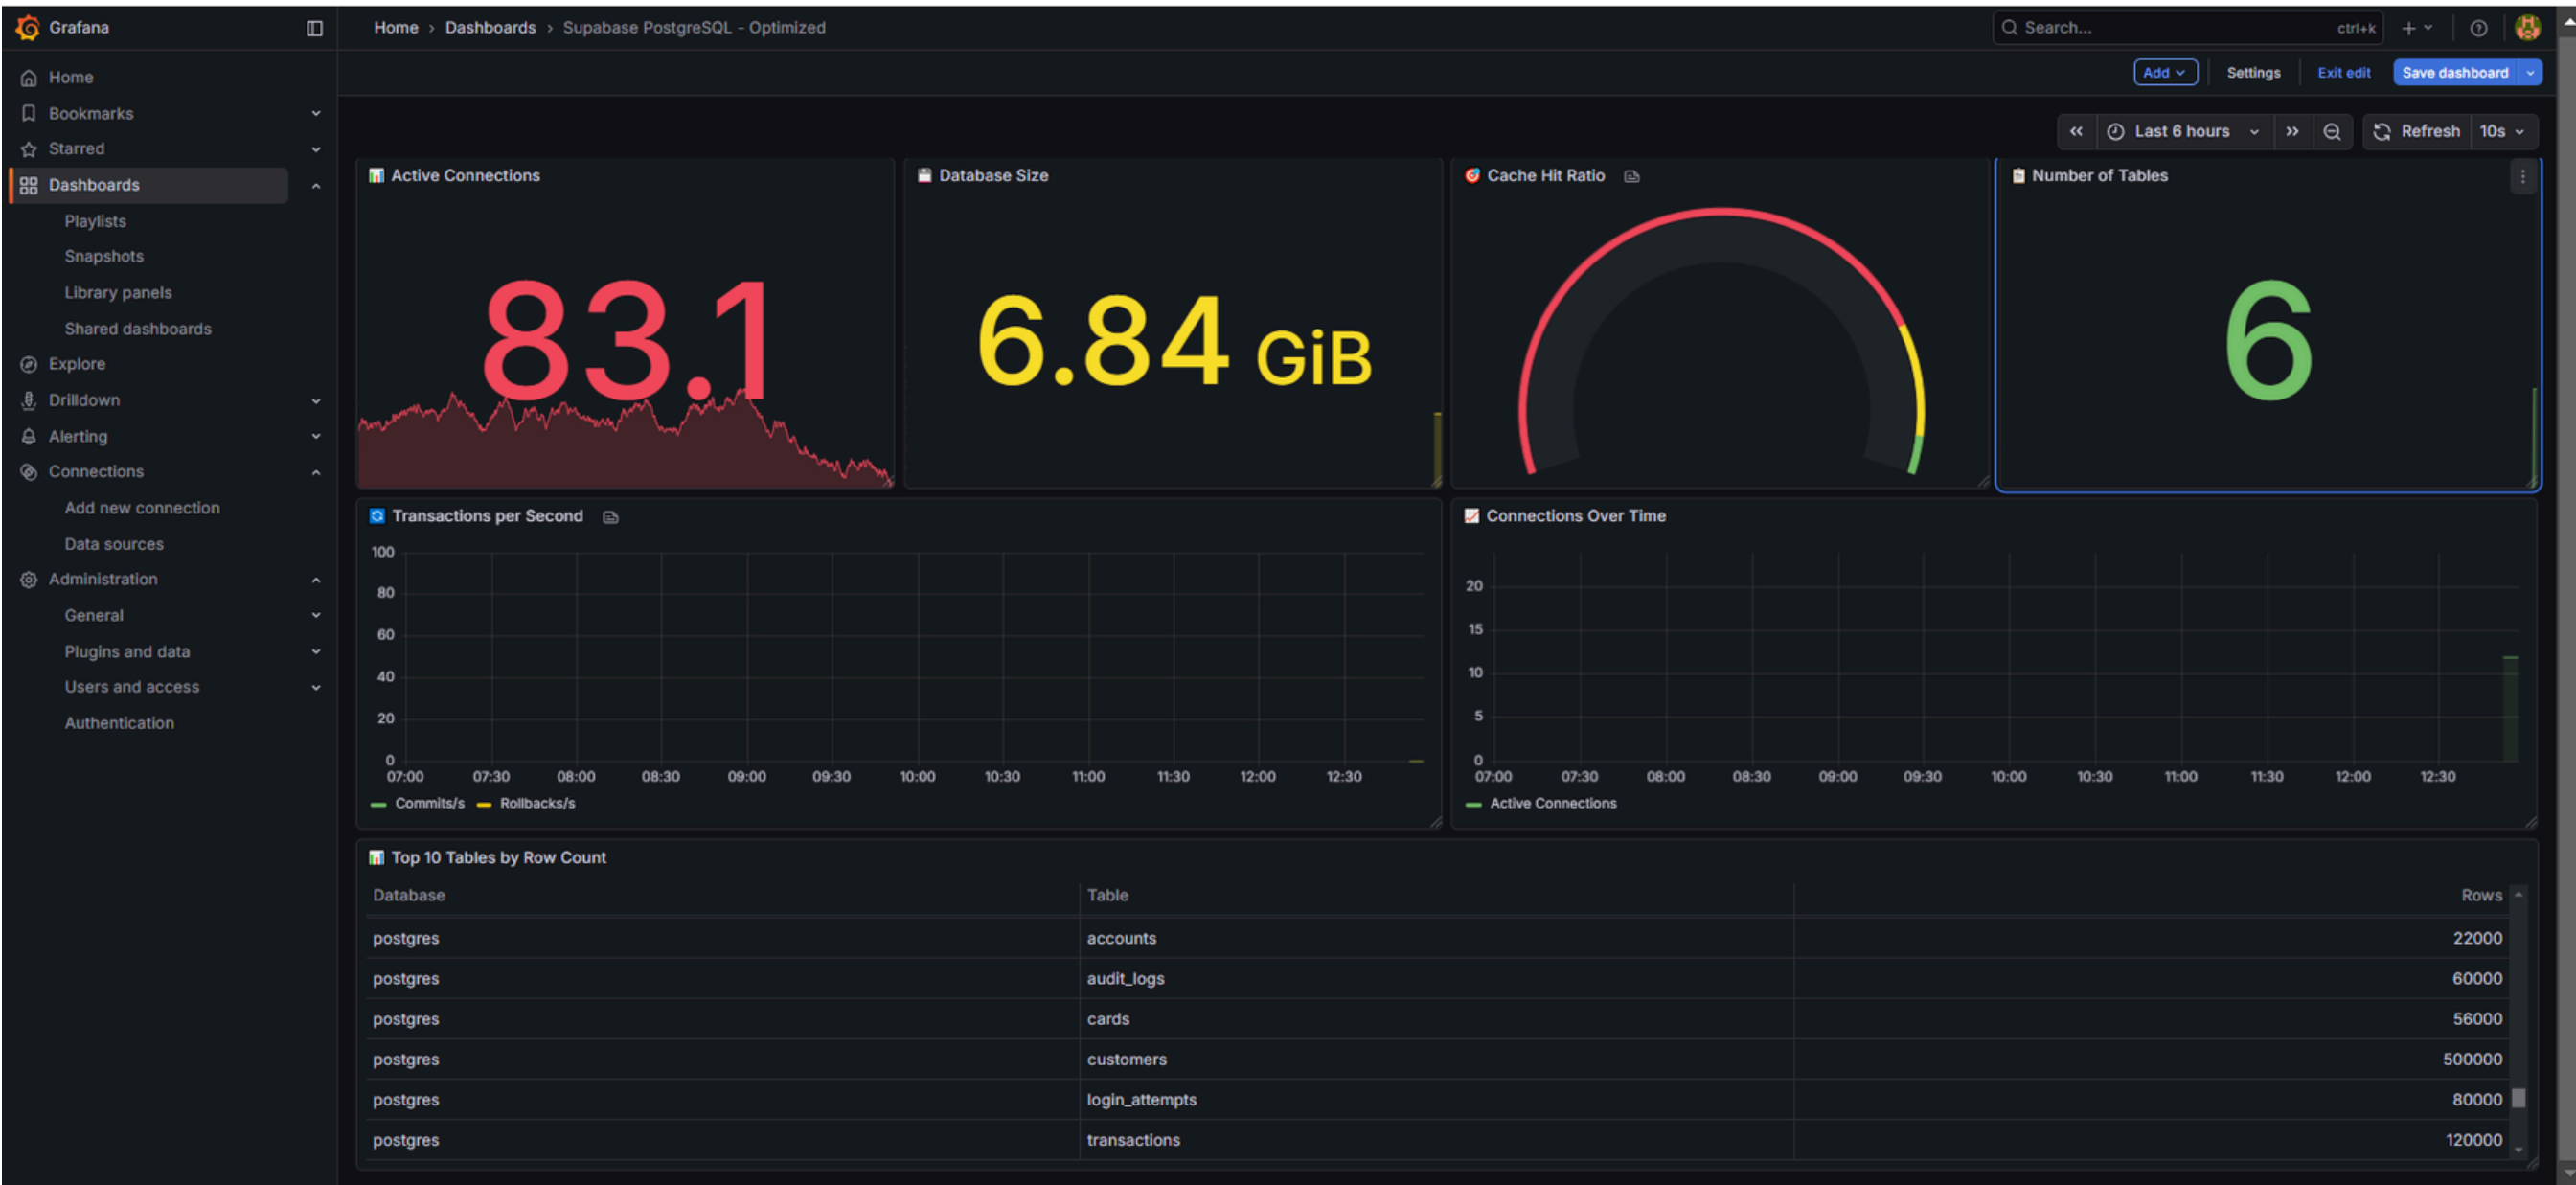 Grafana
Home › Dashboards › Supabase PostgreSQL - Optimized
Search...
ctrl+k
Home
Bookmarks
Starred
Dashboards
Playlists
Snapshots
Library panels
Shared dashboards
Explore
Drilldown
Alerting
Connections
Add new connection
Data sources
Administration
General
Plugins and data
Users and access
Authentication
Add
Settings
Exit edit
Save dashboard
Last 6 hours
Refresh
10s
Active Connections
83.1
Database Size
6.84 GiB
Cache Hit Ratio
Number of Tables
6
Transactions per Second
100
80
60
40
20
0
07:00 07:30 08:00 08:30 09:00 09:30 10:00 10:30 11:00 11:30 12:00 12:30
Commits/s Rollbacks/s
Connections Over Time
20
15
10
5
0
07:00 07:30 08:00 08:30 09:00 09:30 10:00 10:30 11:00 11:30 12:00 12:30
Active Connections
Top 10 Tables by Row Count
Database Table Rows
postgres accounts 22000
postgres audit_logs 60000
postgres cards 56000
postgres customers 500000
postgres login_attempts 80000
postgres transactions 120000